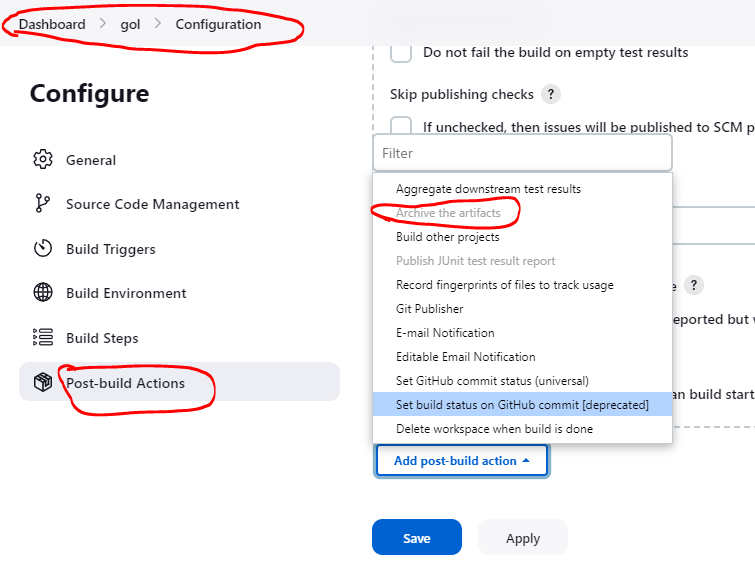 Dashboard > gol > Configuration
Configure
General
Source Code Management
Build Triggers
Build Environment
Build Steps
Post-build Actions
Do not fail the build on empty test results
Skip publishing checks ?
If unchecked, then issues will be published to SCM p
Filter
Aggregate downstream test results
Archive the artifacts
Build other projects
Publish JUnit test result report
Record fingerprints of files to track usage
Git Publisher
E-mail Notification
Editable Email Notification
Set GitHub commit status (universal)
Set build status on GitHub commit [deprecated]
Delete workspace when build is done
e ?
eported but
an build start
Add post-build action
Save
Apply